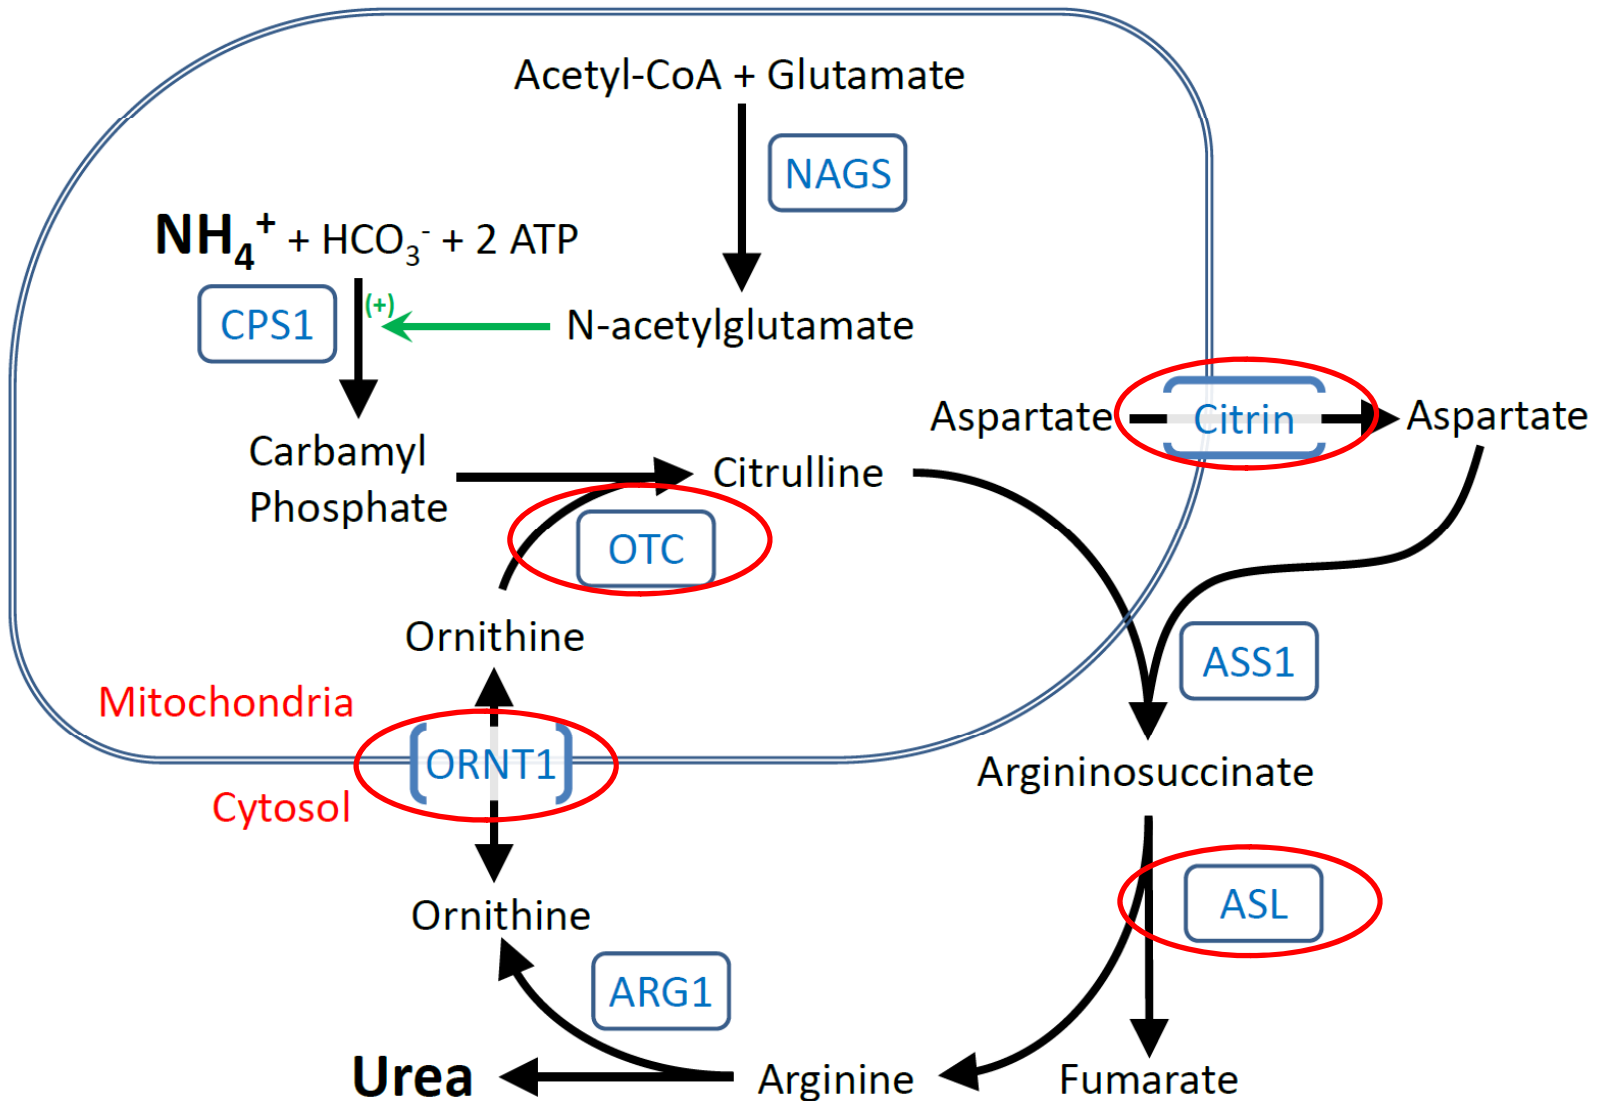 Acetyl-CoA + Glutamate
NAGS
NH₄⁺ + HCO₃⁻ + 2 ATP
CPS1
(+)
N-acetylglutamate
Aspartate
Citrin
Aspartate
Carbamyl
Phosphate
Citrulline
OTC
Ornithine
ASS1
Mitochondria
ORNT1
Argininosuccinate
Cytosol
ASL
Ornithine
ARG1
Urea
Arginine
Fumarate